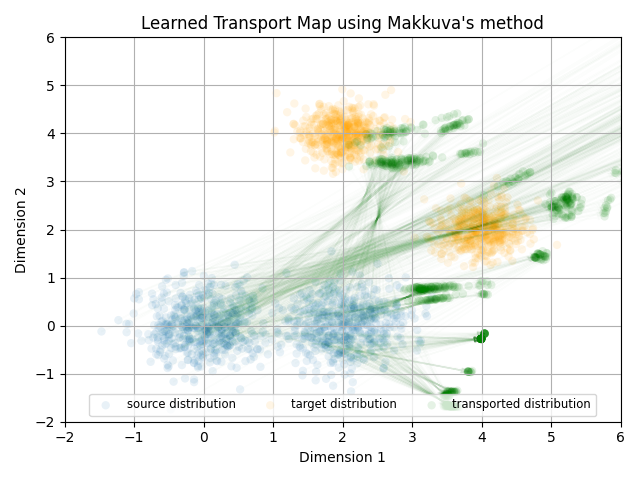 Learned Transport Map using Makkuva's method
6
5
4
3
2
1
0
−1
−2
Dimension 2
source distribution target distribution transported distribution
−2 −1 0 1 2 3 4 5 6
Dimension 1